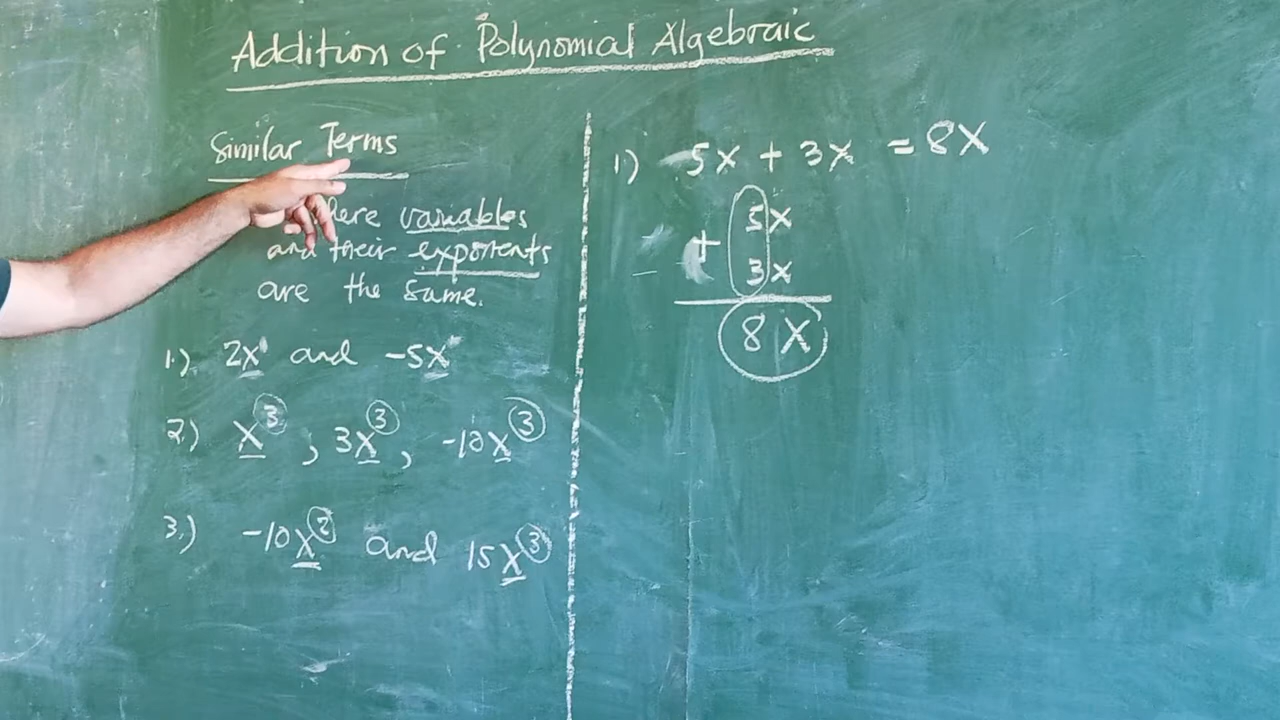 Addition of Polynomial Algebraic
Similar Terms
variables
and their exponents
are the same.
1.) 2x and -5x
2.) x³, 3x³, -10x³
3.) -10x² and 15x³
1.) 5x + 3x = 8x
5x
+
3x
8x